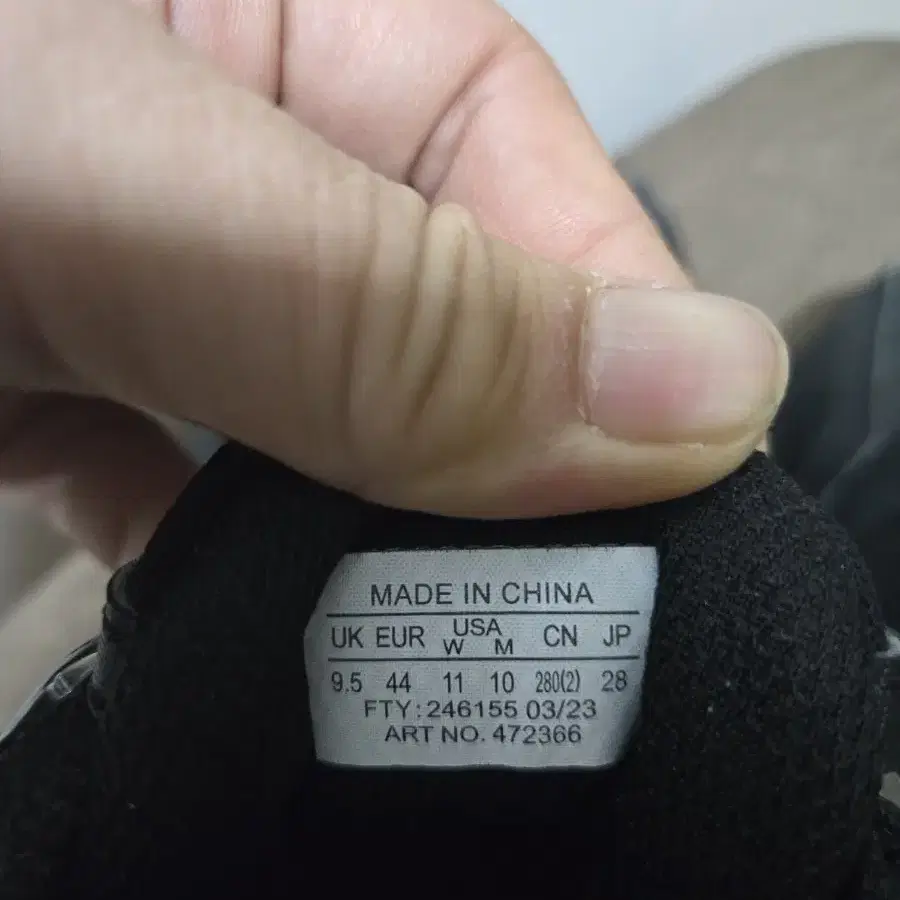 MADE IN CHINA
UK EUR USA W M CN JP
9.5 44 11 10 280(2) 28
FTY: 246155 03/23
ART NO. 472366